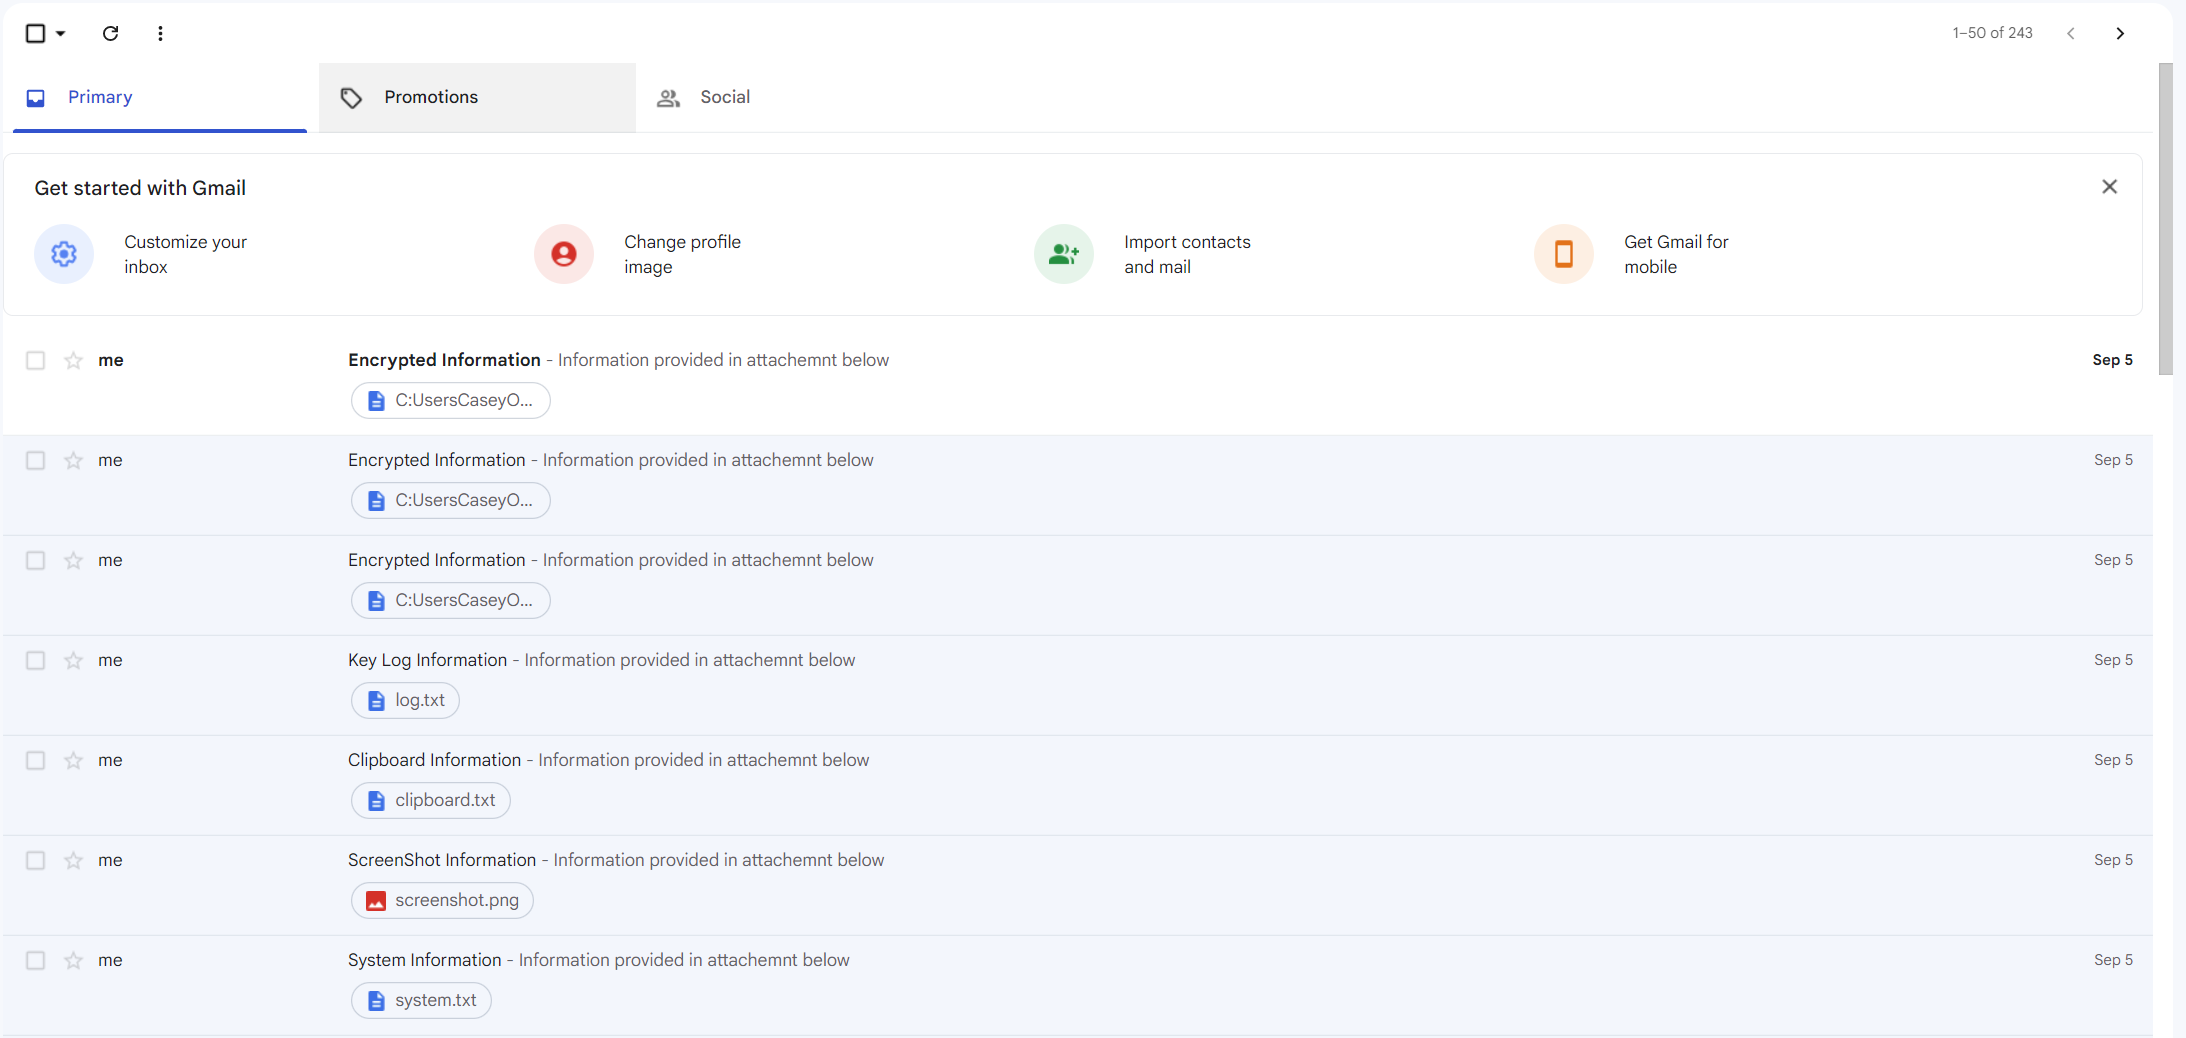 1–50 of 243
Primary
Promotions
Social
Get started with Gmail
Customize your
inbox
Change profile
image
Import contacts
and mail
Get Gmail for
mobile
me Encrypted Information - Information provided in attachemnt below Sep 5
C:UsersCaseyO...
me Encrypted Information - Information provided in attachemnt below Sep 5
C:UsersCaseyO...
me Encrypted Information - Information provided in attachemnt below Sep 5
C:UsersCaseyO...
me Key Log Information - Information provided in attachemnt below Sep 5
log.txt
me Clipboard Information - Information provided in attachemnt below Sep 5
clipboard.txt
me ScreenShot Information - Information provided in attachemnt below Sep 5
screenshot.png
me System Information - Information provided in attachemnt below Sep 5
system.txt